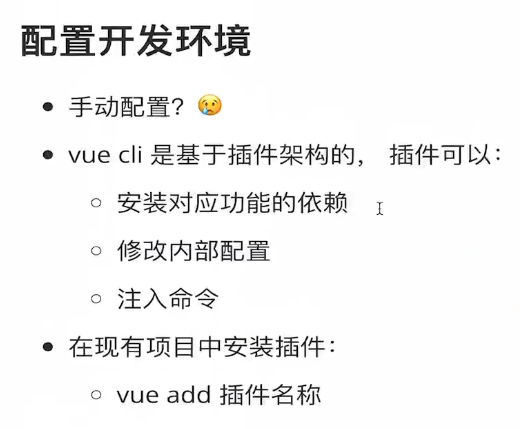 配置开发环境
手动配置？😢
vue cli 是基于插件架构的， 插件可以：
安装对应功能的依赖
修改内部配置
注入命令
在现有项目中安装插件：
vue add 插件名称